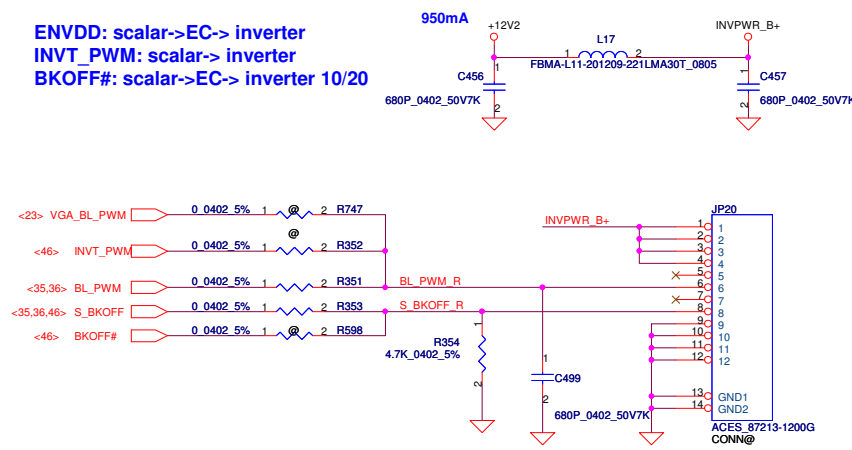 ENVDD: scalar->EC-> inverter
INVT_PWM: scalar-> inverter
BKOFF#: scalar->EC-> inverter 10/20
950mA
+12V2
INVPWR_B+
L17
1 2
FBMA-L11-201209-221LMA30T_0805
1
C456
680P_0402_50V7K
2
1
C457
680P_0402_50V7K
2
<23> VGA_BL_PWM 0_0402_5% 1 @ 2 R747
@
<46> INVT_PWM 0_0402_5% 1 2 R352
<35,36> BL_PWM 0_0402_5% 1 2 R351 BL_PWM_R
<35,36,46> S_BKOFF 0_0402_5% 1 2 R353 S_BKOFF_R
<46> BKOFF# 0_0402_5% 1 @ 2 R598
1
R354
4.7K_0402_5%
2
1
C499
2
680P_0402_50V7K
INVPWR_B+
JP20
1 1
2 2
3 3
4 4
5 5
6 6
7 7
8 8
9 9
10 10
11 11
12 12
13 GND1
14 GND2
ACES_87213-1200G
CONN@